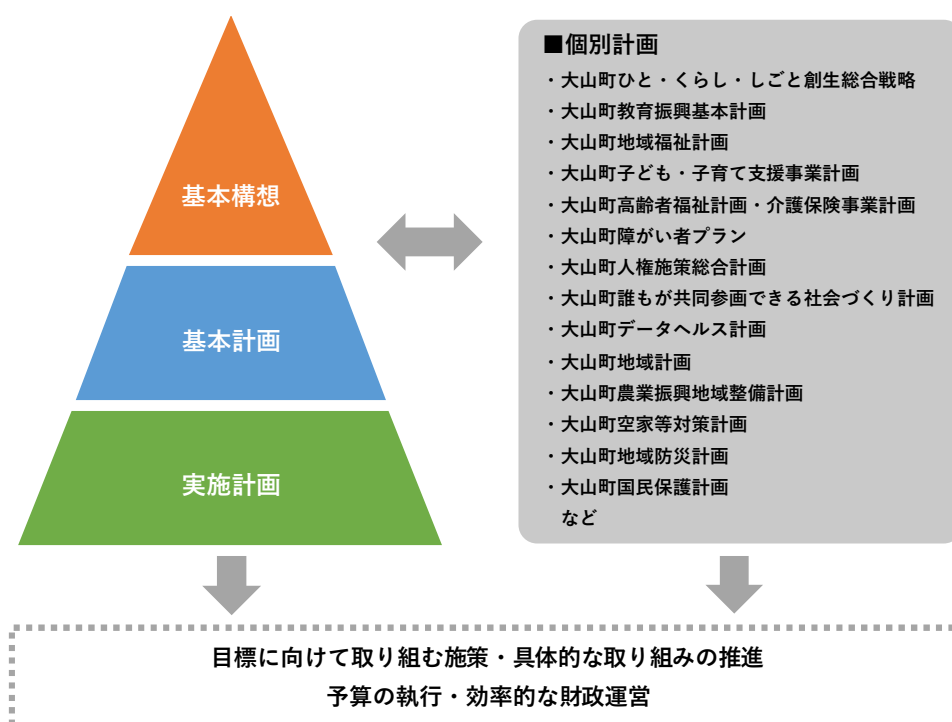 基本構想
基本計画
実施計画
■個別計画
・大山町ひと・くらし・しごと創生総合戦略
・大山町教育振興基本計画
・大山町地域福祉計画
・大山町子ども・子育て支援事業計画
・大山町高齢者福祉計画・介護保険事業計画
・大山町障がい者プラン
・大山町人権施策総合計画
・大山町誰もが共同参画できる社会づくり計画
・大山町データヘルス計画
・大山町地域計画
・大山町農業振興地域整備計画
・大山町空家等対策計画
・大山町地域防災計画
・大山町国民保護計画
など
目標に向けて取り組む施策・具体的な取り組みの推進
予算の執行・効率的な財政運営